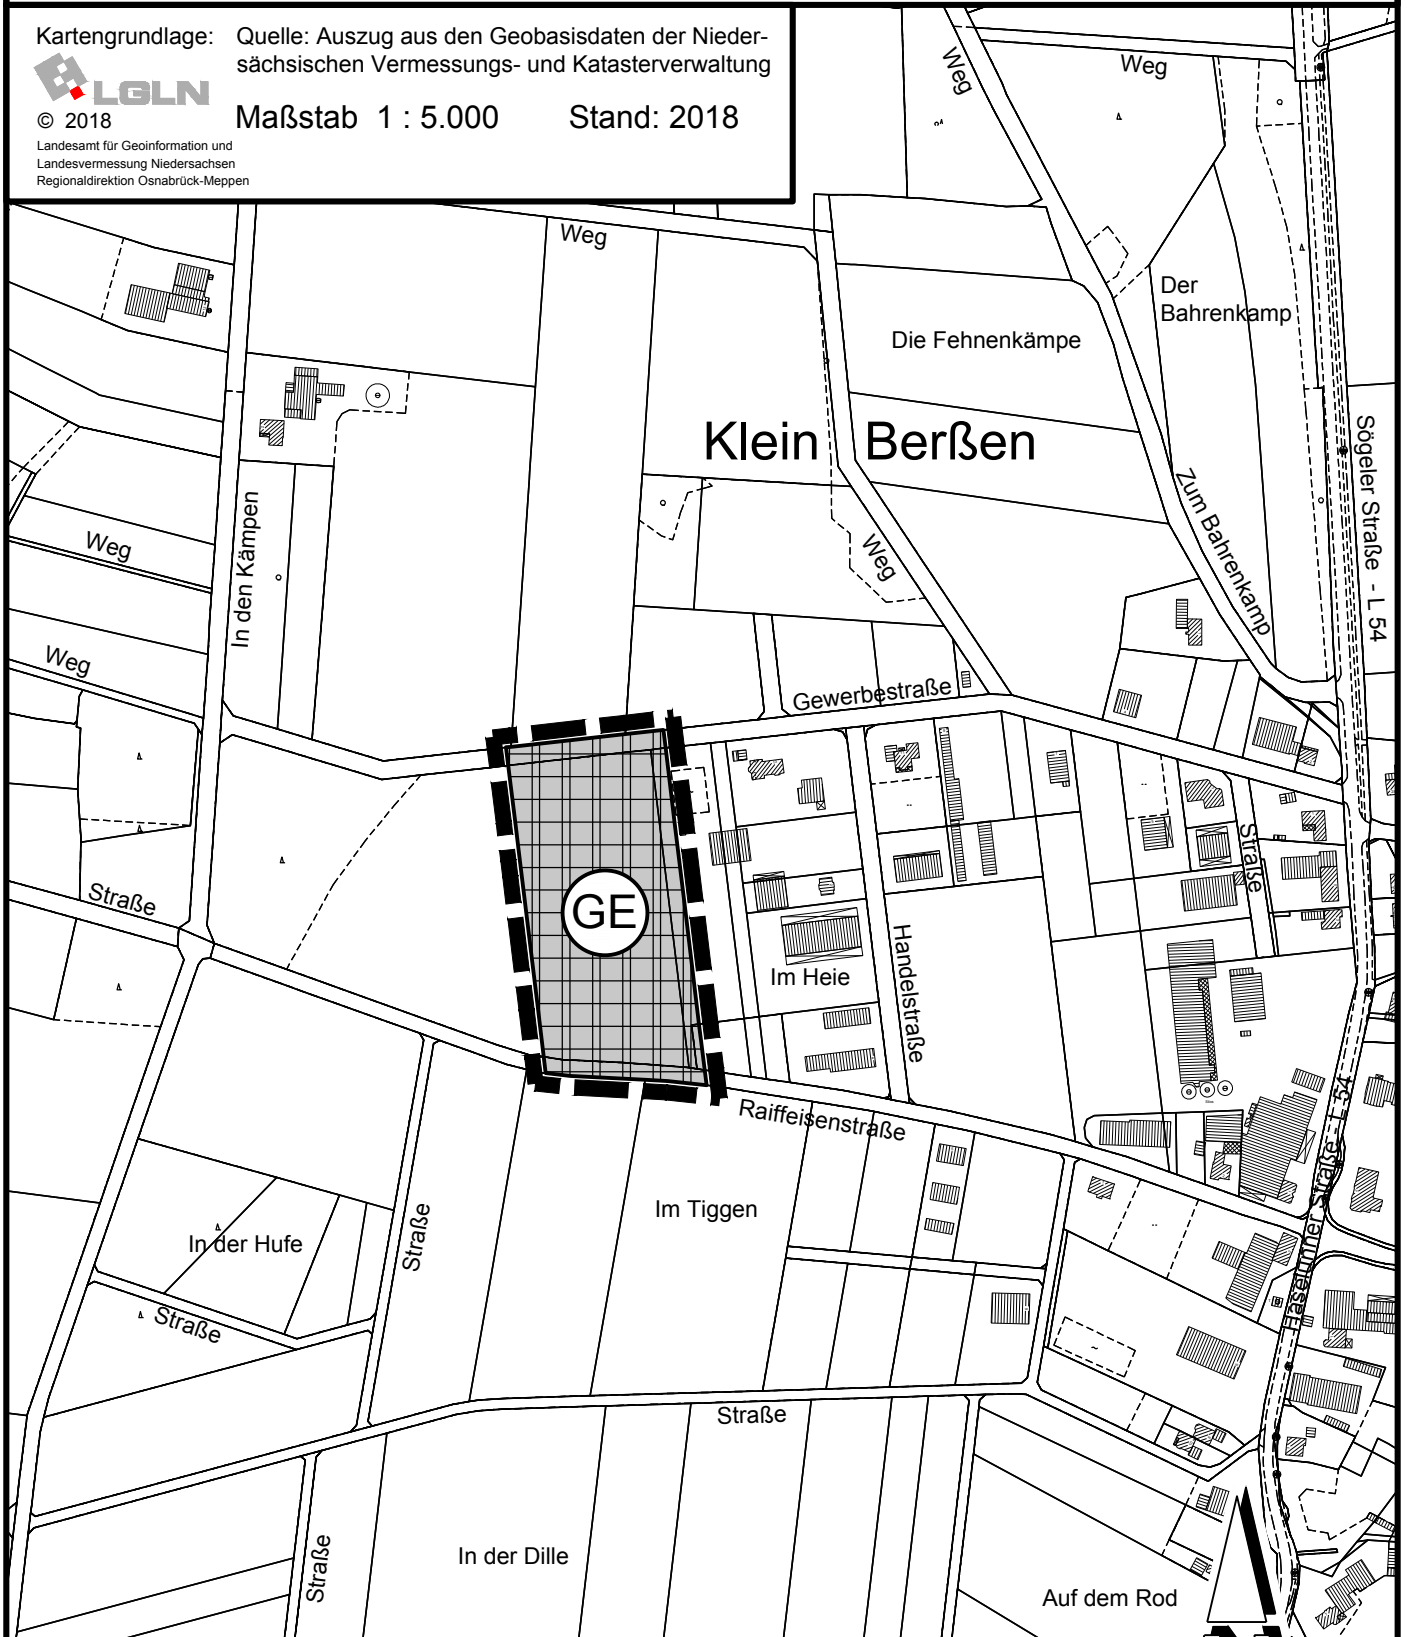 Kartengrundlage: Quelle: Auszug aus den Geobasisdaten der Nieder-
sächsischen Vermessungs- und Katasterverwaltung
LGLN
© 2018
Maßstab 1 : 5.000 Stand: 2018
Landesamt für Geoinformation und
Landesvermessung Niedersachsen
Regionaldirektion Osnabrück-Meppen
Weg
Weg
Weg
Der
Bahrenkamp
Die Fehnenkämpe
Klein Berßen
Sögeler Straße - L 54
Zum Bahrenkamp
In den Kämpen
Weg
Weg
Weg
Gewerbestraße
Straße
Straße
GE
Im Heie
Handelstraße
Raiffeisenstraße
Haselünner Straße - L 54
Im Tiggen
In der Hufe
Straße
Straße
Straße
Straße
In der Dille
Auf dem Rod